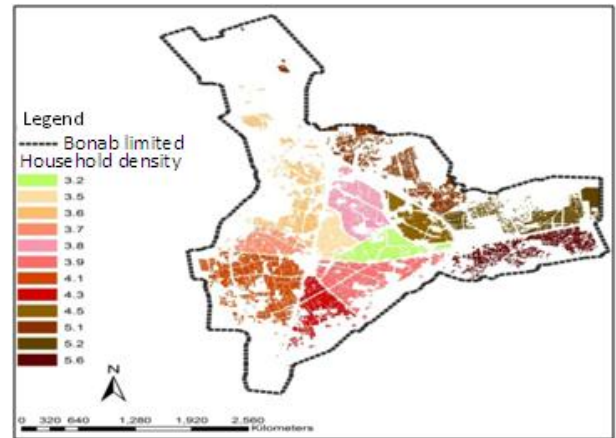 Legend
Bonab limited
Household density
3.2
3.5
3.6
3.7
3.8
3.9
4.1
4.3
4.5
5.1
5.2
5.6
N
0 320 640 1,280 1,920 2,560
Kilometers